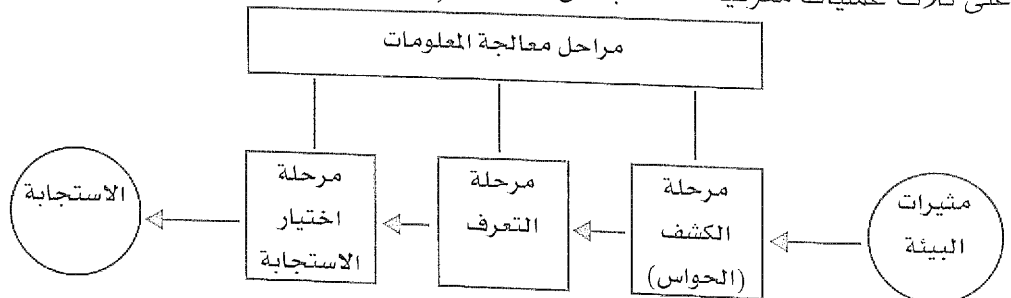 على ثلاث عمليات
مراحل معالجة المعلومات
مثيرات
البيئة
مرحلة
الكشف
(الحواس)
مرحلة
التعرف
مرحلة
اختيار
الاستجابة
الاستجابة